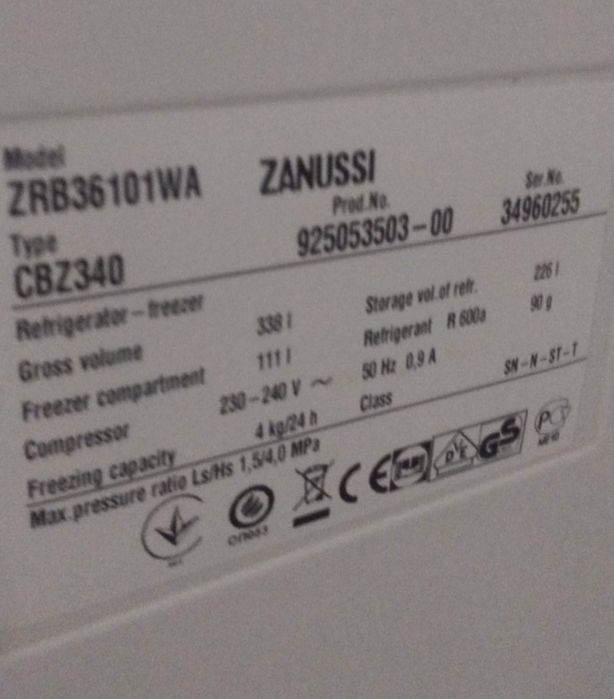 Model
ZRB36101WA ZANUSSI
Type Prod.No. Ser.No.
CBZ340 925053503-00 34960255
Refrigerator-freezer
Gross volume 338 l Storage vol.of refr. 226 l
Freezer compartment 111 l Refrigerant R 600a 90 g
Compressor 230-240 V ~ 50 Hz 0,9 A
Freezing capacity 4 kg/24 h Class SN-N-ST-T
Max.pressure ratio Ls/Hs 1,5/4,0 MPa
CE DVE GS PC